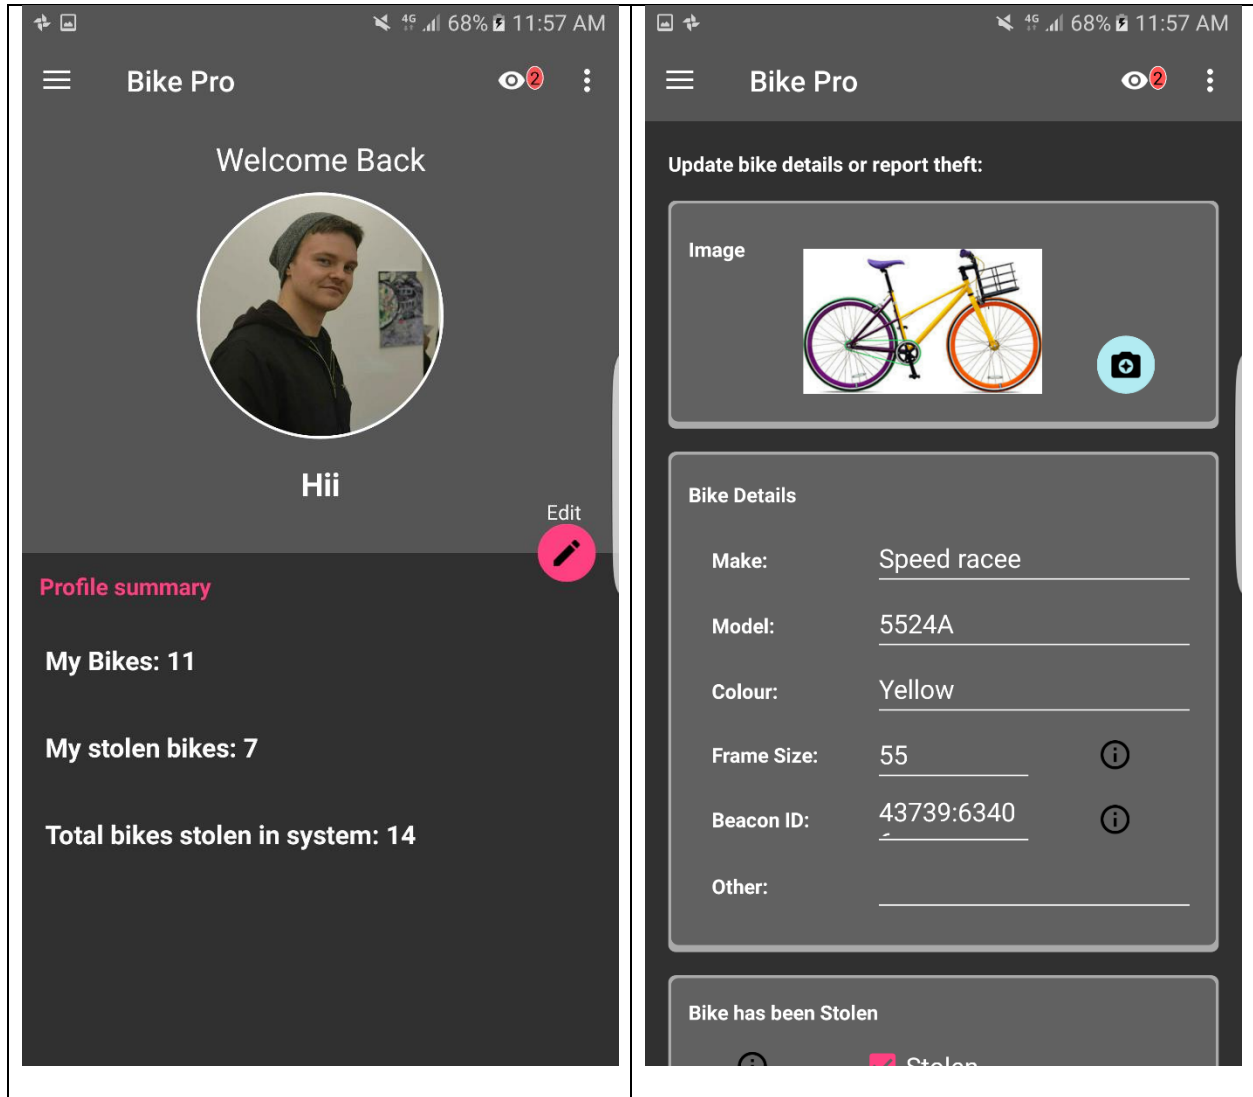 4G 68% 11:57 AM
Bike Pro 2
Welcome Back
Hii
Edit
Profile summary
My Bikes: 11
My stolen bikes: 7
Total bikes stolen in system: 14
4G 68% 11:57 AM
Bike Pro 2
Update bike details or report theft:
Image
Bike Details
Make: Speed racee
Model: 5524A
Colour: Yellow
Frame Size: 55
Beacon ID: 43739:6340
Other:
Bike has been Stolen
Stolen